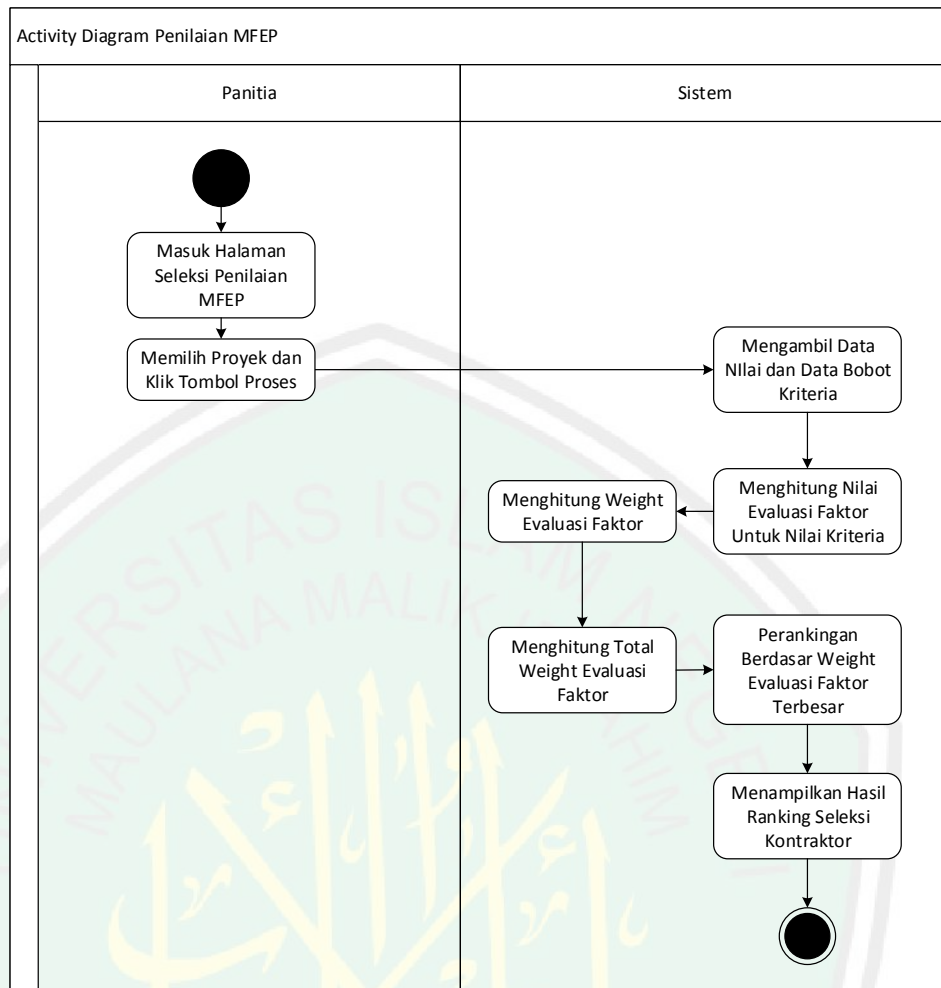 Activity Diagram Penilaian MFEP
Panitia
Sistem
Masuk Halaman
Seleksi Penilaian
MFEP
Memilih Proyek dan
Klik Tombol Proses
Mengambil Data
NIlai dan Data Bobot
Kriteria
Menghitung Nilai
Evaluasi Faktor
Untuk Nilai Kriteria
Menghitung Weight
Evaluasi Faktor
Menghitung Total
Weight Evaluasi
Faktor
Perankingan
Berdasar Weight
Evaluasi Faktor
Terbesar
Menampilkan Hasil
Ranking Seleksi
Kontraktor